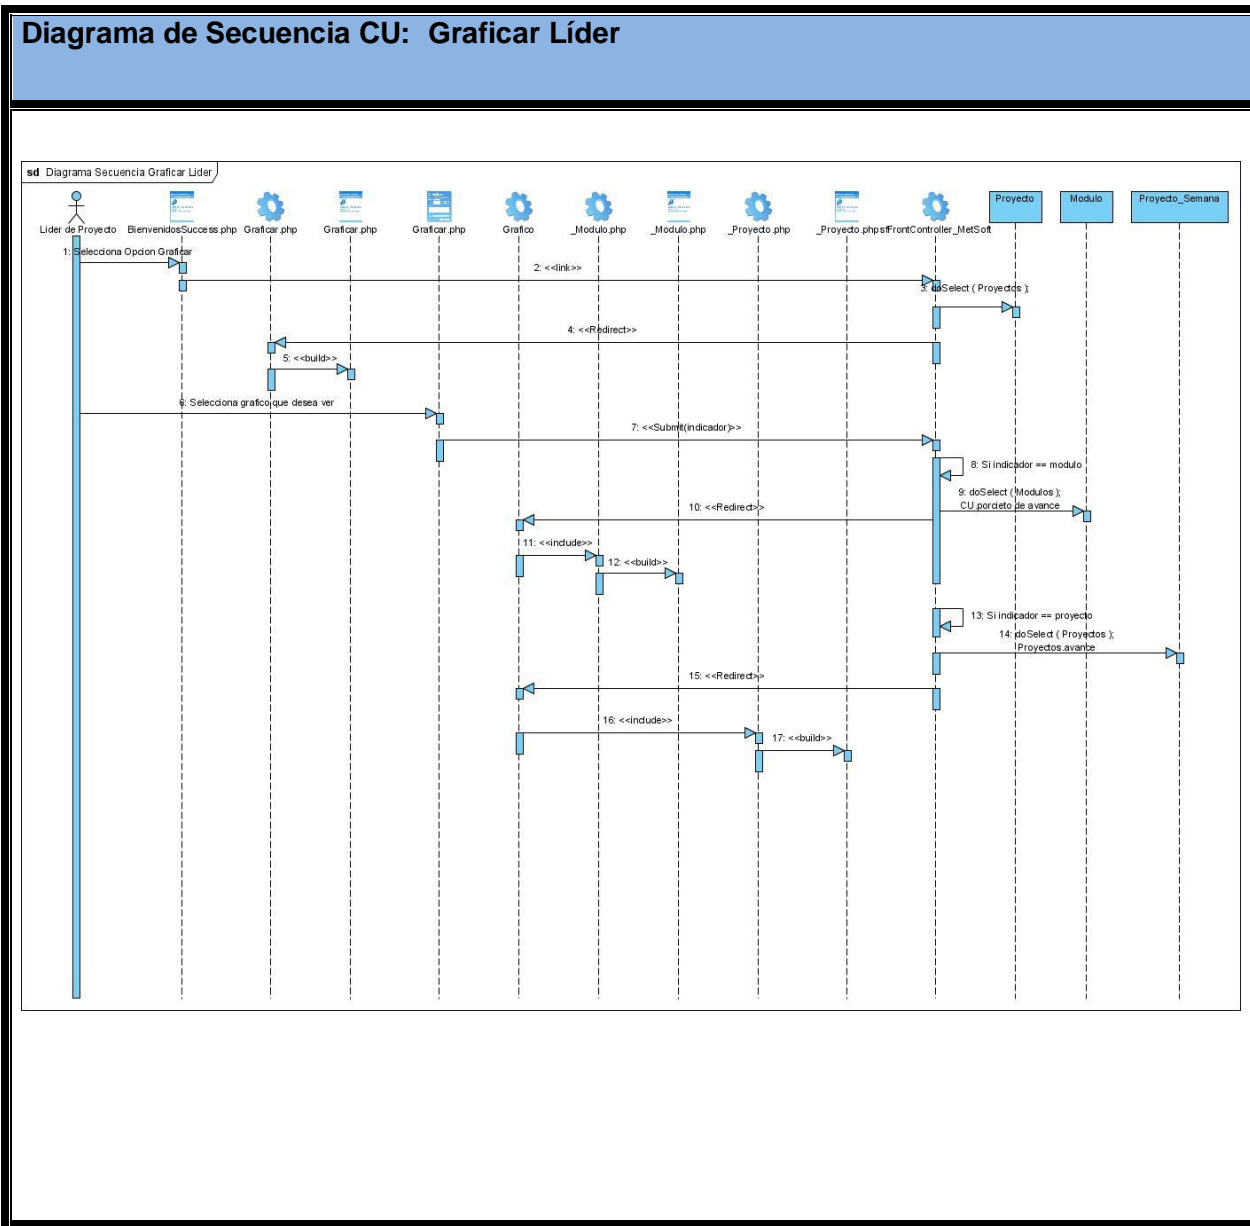 Diagrama de Secuencia CU: Graficar Líder
sd Diagrama Secuencia Graficar Lider
Lider de Proyecto BienvenidosSuccess.php Graficar.php Graficar.php Graficar.php Grafico _Modulo.php _Modulo.php _Proyecto.php _Proyecto.php sfFrontController_MetSoft Proyecto Modulo Proyecto_Semana
1: Selecciona Opcion Graficar
2: <<link>>
3: doSelect ( Proyectos );
4: <<Redirect>>
5: <<build>>
6: Selecciona grafico que desea ver
7: <<Submit(indicador)>>
8: Si indicador == modulo
9: doSelect ( Modulos );
CU.porcieto de avance
10: <<Redirect>>
11: <<include>>
12: <<build>>
13: Si indicador == proyecto
14: doSelect ( Proyectos );
Proyectos.avance
15: <<Redirect>>
16: <<include>>
17: <<build>>